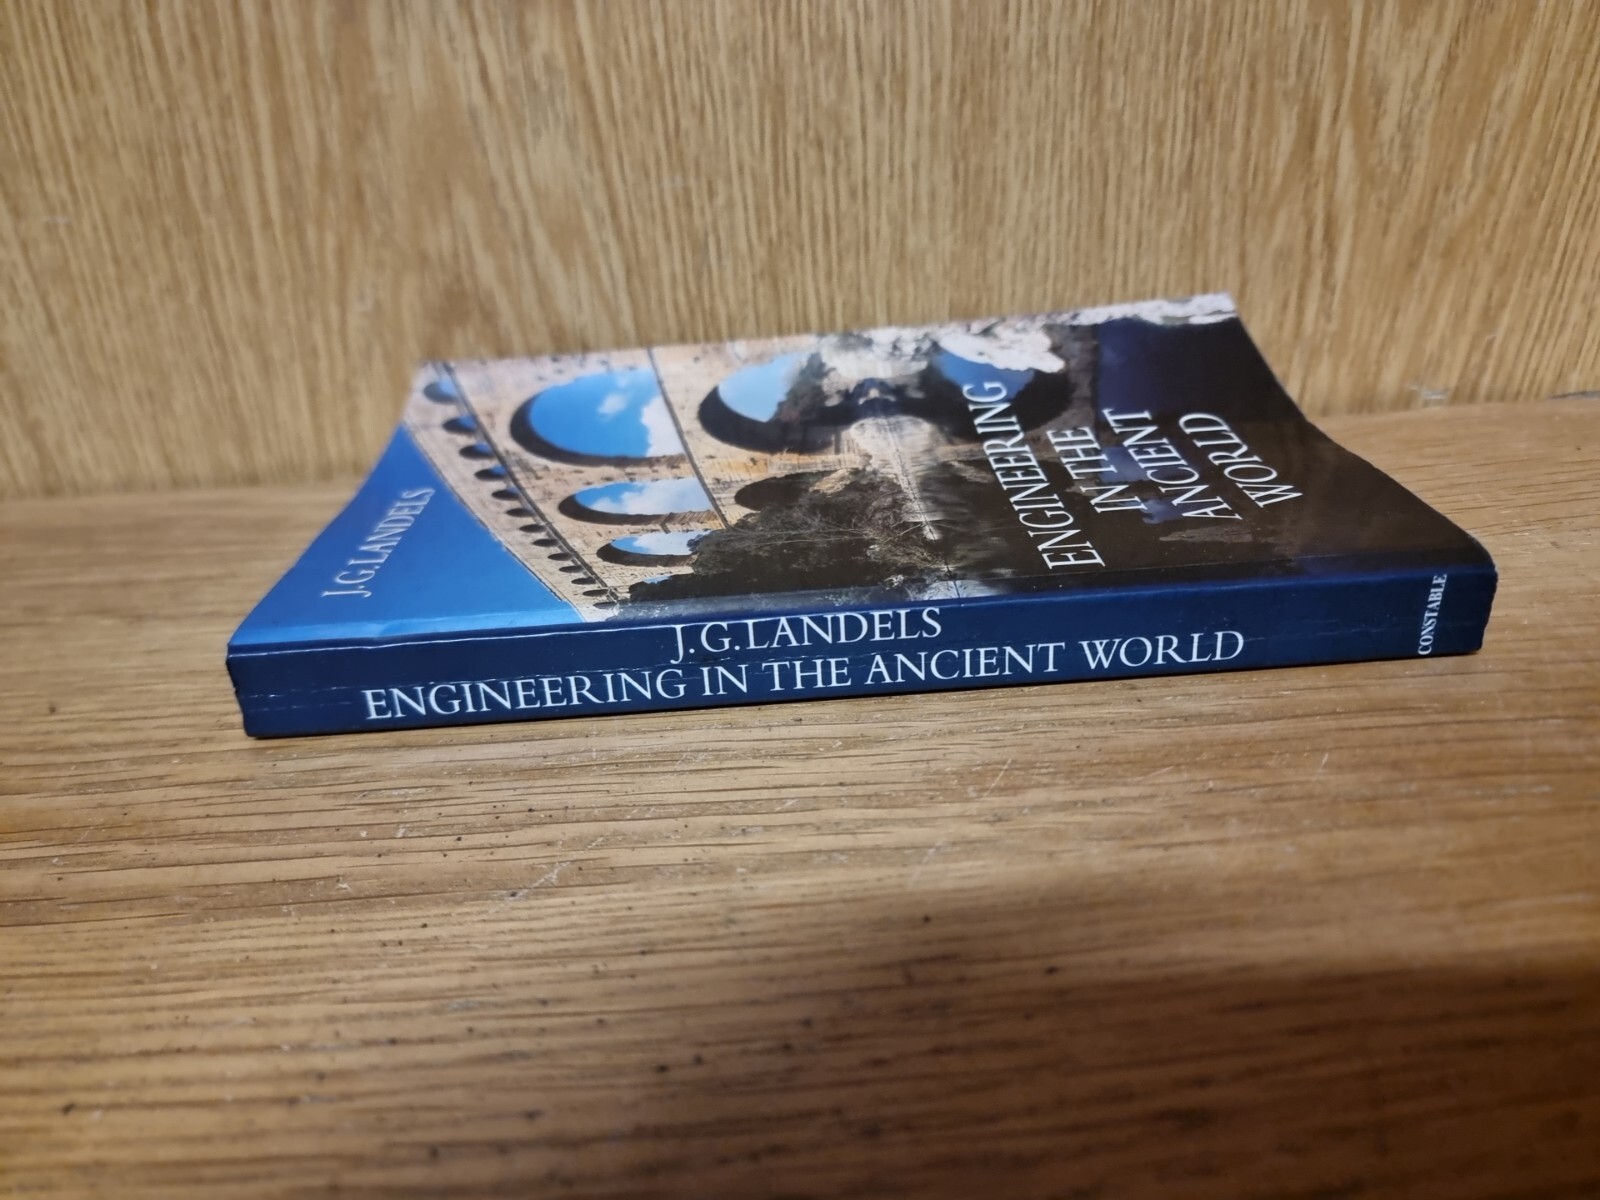 J.G.LANDELS
ENGINEERING
IN THE
ANCIENT
WORLD
J.G.LANDELS
ENGINEERING IN THE ANCIENT WORLD
CONSTABLE